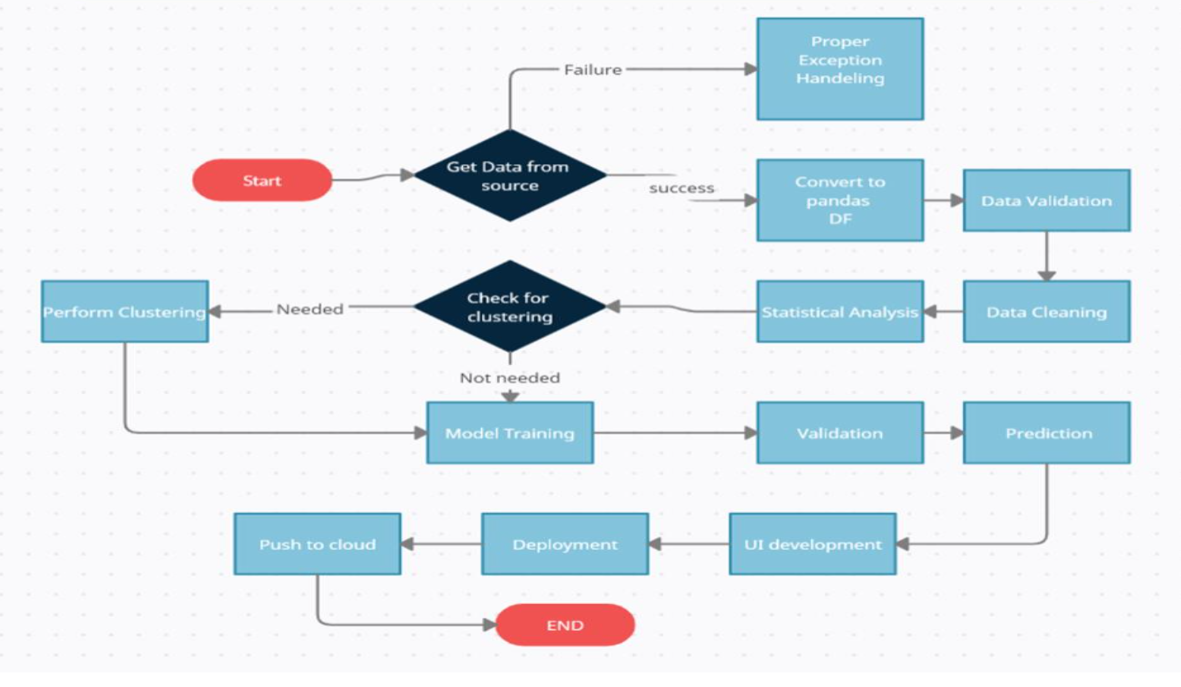 Proper
Exception
Handeling
Failure
Get Data from
source
Start
success
Convert to
pandas
DF
Data Validation
Check for
clustering
Needed
Perform Clustering
Statistical Analysis
Data Cleaning
Not needed
Model Training
Validation
Prediction
Push to cloud
Deployment
UI development
END